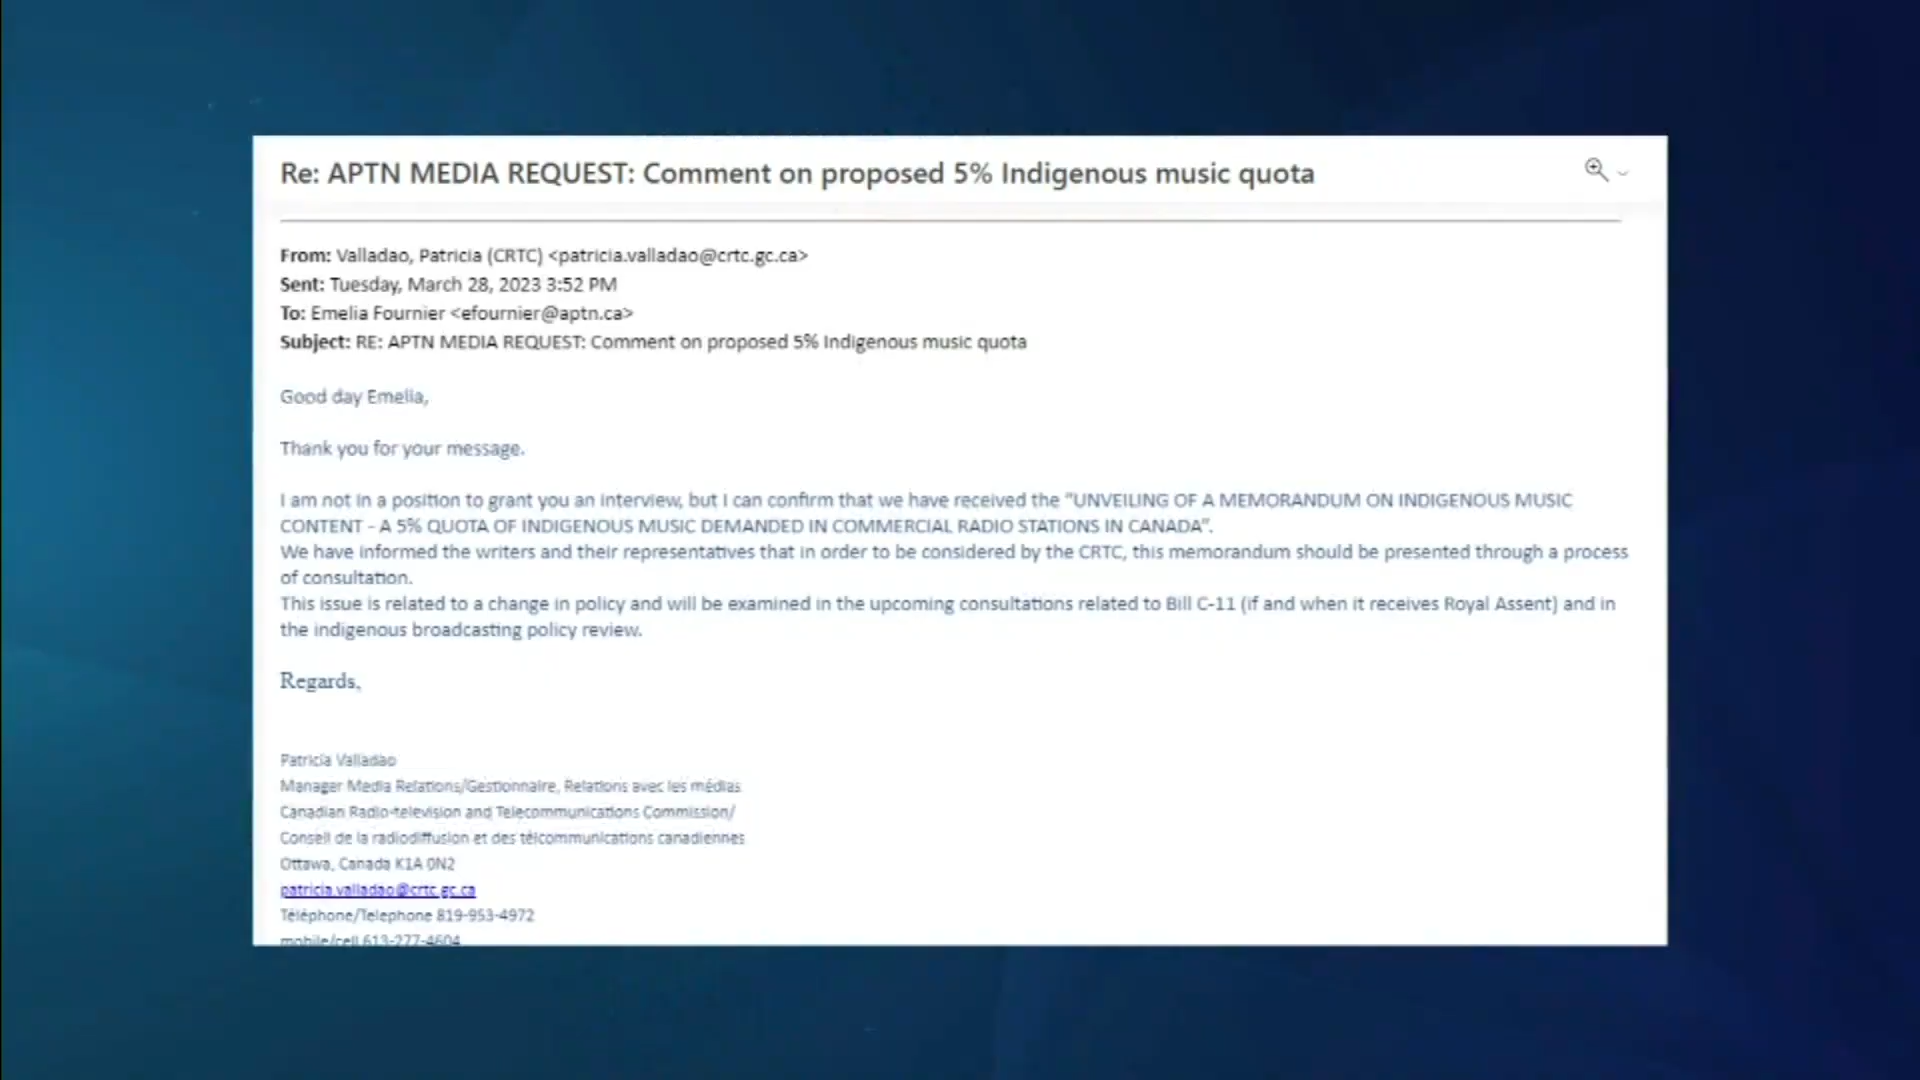 Re: APTN MEDIA REQUEST: Comment on proposed 5% Indigenous music quota
From: Valladao, Patricia (CRTC) <patricia.valladao@crtc.gc.ca>
Sent: Tuesday, March 28, 2023 3:52 PM
To: Emelia Fournier <efournier@aptn.ca>
Subject: RE: APTN MEDIA REQUEST: Comment on proposed 5% Indigenous music quota
Good day Emelia,
Thank you for your message.
I am not in a position to grant you an interview, but I can confirm that we have received the “UNVEILING OF A MEMORANDUM ON INDIGENOUS MUSIC
CONTENT - A 5% QUOTA OF INDIGENOUS MUSIC DEMANDED IN COMMERCIAL RADIO STATIONS IN CANADA”.
We have informed the writers and their representatives that in order to be considered by the CRTC, this memorandum should be presented through a process
of consultation.
This issue is related to a change in policy and will be examined in the upcoming consultations related to Bill C-11 (if and when it receives Royal Assent) and in
the indigenous broadcasting policy review.
Regards,
Patricia Valladao
Manager Media Relations/Gestionnaire, Relations avec les médias
Canadian Radio-television and Telecommunications Commission/
Conseil de la radiodiffusion et des télcommunications canadiennes
Ottawa, Canada K1A 0N2
patricia.valladao@crtc.gc.ca
Téléphone/Telephone 819-953-4972
mobile/cell 613-277-4604